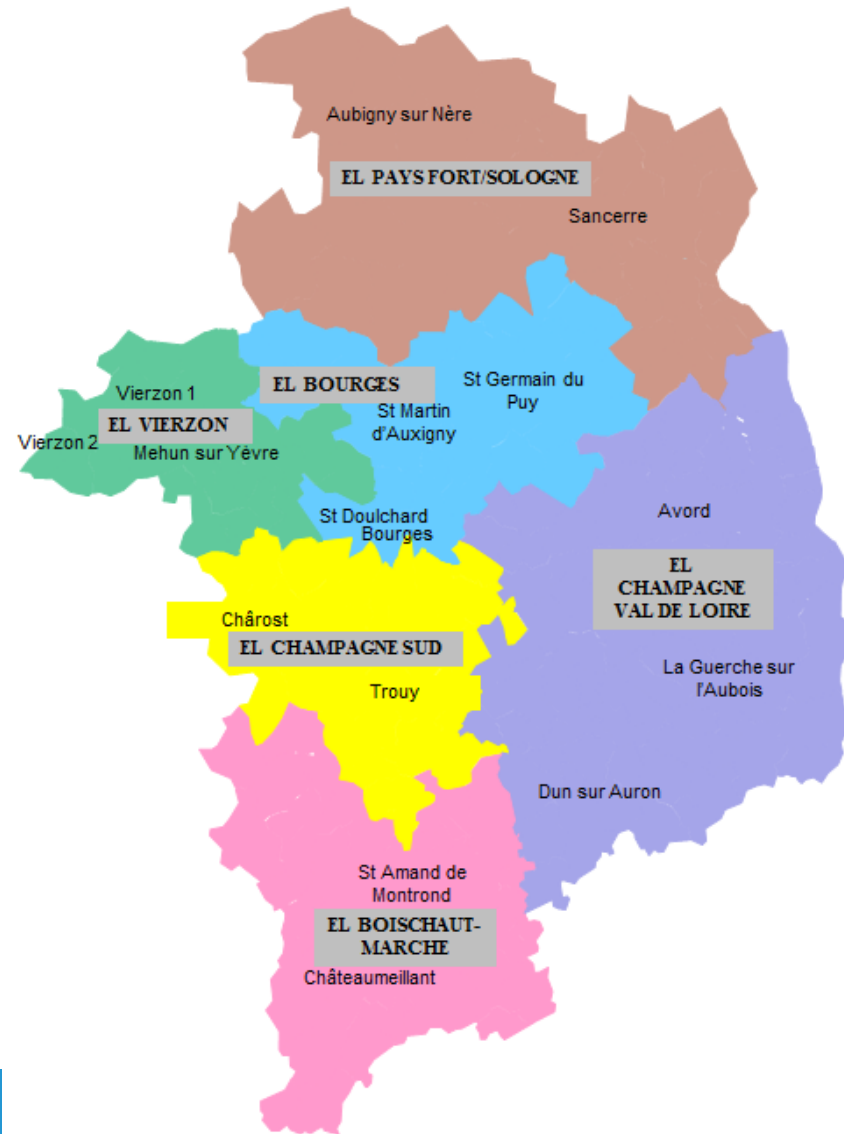 Aubigny sur Nère
EL PAYS FORT/SOLOGNE
Sancerre
EL BOURGES
St Germain du
Puy
Vierzon 1
St Martin
d'Auxigny
EL VIERZON
Vierzon 2
Mehun sur Yèvre
St Doulchard
Bourges
Avord
EL
CHAMPAGNE
VAL DE LOIRE
Chârost
EL CHAMPAGNE SUD
La Guerche sur
l'Aubois
Trouy
Dun sur Auron
St Amand de
Montrond
EL BOISCHAUT-
MARCHE
Châteaumeillant